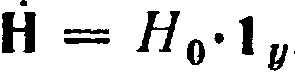 Ḣ = H₀·1ᵧ